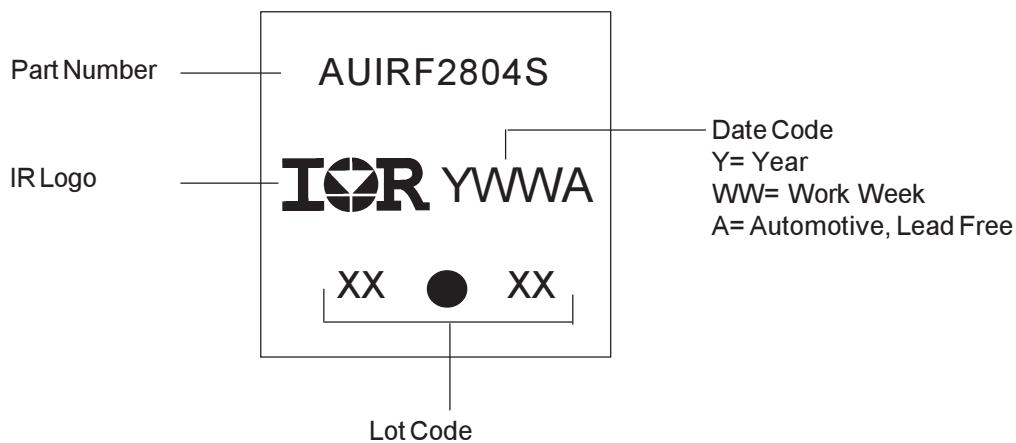 Part Number
AUIRF2804S
IR Logo
IOR YWWA
Date Code
Y= Year
WW= Work Week
A= Automotive, Lead Free
XX XX
Lot Code